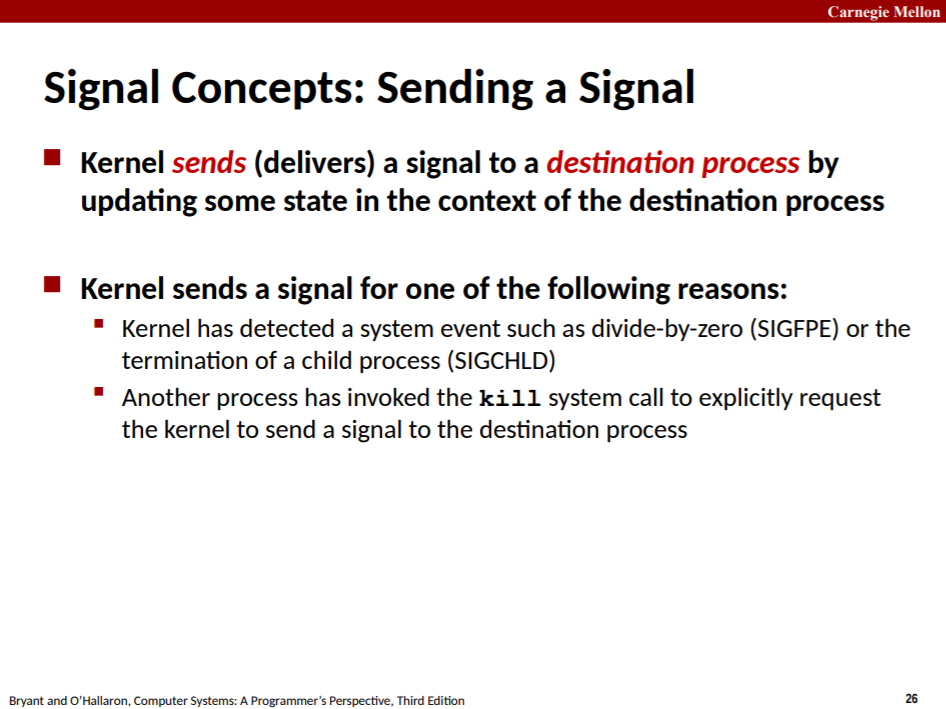 Carnegie Mellon
Signal Concepts: Sending a Signal
Kernel sends (delivers) a signal to a destination process by
updating some state in the context of the destination process
Kernel sends a signal for one of the following reasons:
Kernel has detected a system event such as divide-by-zero (SIGFPE) or the
termination of a child process (SIGCHLD)
Another process has invoked the kill system call to explicitly request
the kernel to send a signal to the destination process
Bryant and O'Hallaron, Computer Systems: A Programmer's Perspective, Third Edition
26